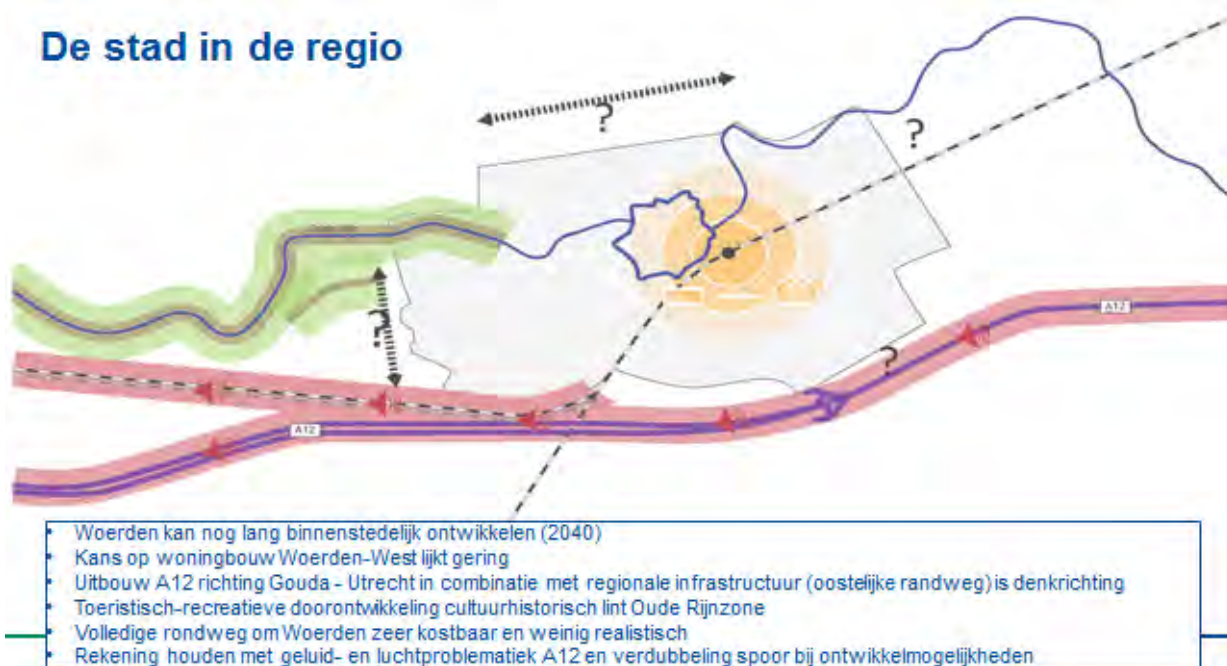 De stad in de regio
?
?
?
A12
?
A12
• Woerden kan nog lang binnenstedelijk ontwikkelen (2040)
• Kans op woningbouw Woerden-West lijkt gering
• Uitbouw A12 richting Gouda - Utrecht in combinatie met regionale infrastructuur (oostelijke randweg) is denkrichting
• Toeristisch-recreatieve doorontwikkeling cultuurhistorisch lint Oude Rijnzone
• Volledige rondweg om Woerden zeer kostbaar en weinig realistisch
• Rekening houden met geluid- en luchtproblematiek A12 en verdubbeling spoor bij ontwikkelmogelijkheden